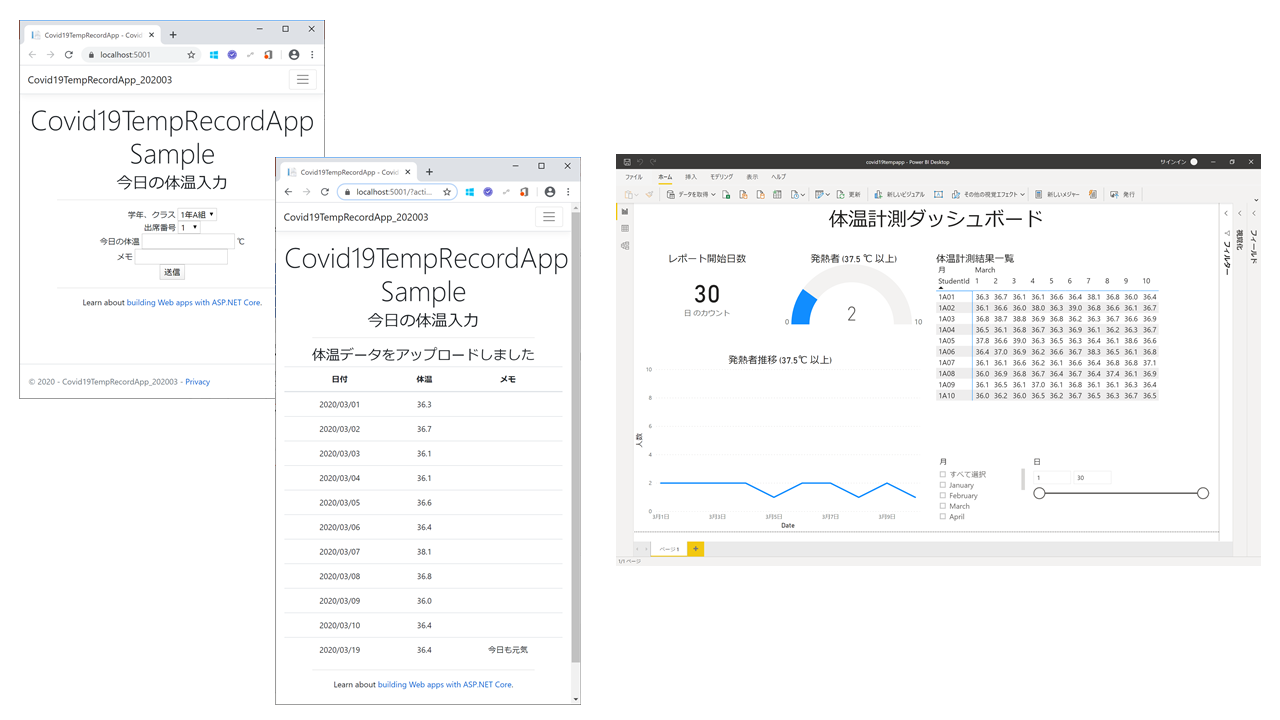 Covid19TempRecordApp - Covid
localhost:5001
Covid19TempRecordApp_202003
Covid19TempRecordApp
Sample
今日の体温入力
学年、クラス 1年A組
出席番号 1
今日の体温 ℃
メモ
送信
Learn about building Web apps with ASP.NET Core.
© 2020 - Covid19TempRecordApp_202003 - Privacy
Covid19TempRecordApp - Covid
localhost:5001/?acti...
Covid19TempRecordApp_202003
Covid19TempRecordApp
Sample
今日の体温入力
体温データをアップロードしました
日付 体温 メモ
2020/03/01 36.3
2020/03/02 36.7
2020/03/03 36.1
2020/03/04 36.1
2020/03/05 36.6
2020/03/06 36.4
2020/03/07 38.1
2020/03/08 36.8
2020/03/09 36.0
2020/03/10 36.4
2020/03/19 36.4 今日も元気
Learn about building Web apps with ASP.NET Core.
covid19tempapp - Power BI Desktop サインイン
ファイル ホーム 挿入 モデリング 表示 ヘルプ
データを取得 更新 新しいビジュアル その他の視覚エフェクト 新しいメジャー 発行
体温計測ダッシュボード
レポート開始日数
30
日 のカウント
発熱者 (37.5 ℃ 以上)
0 2 10
体温計測結果一覧
月 March
StudentId 1 2 3 4 5 6 7 8 9 10
1A01 36.3 36.7 36.1 36.1 36.6 36.4 38.1 36.8 36.0 36.4
1A02 36.1 36.6 36.0 38.0 36.3 39.0 36.8 36.6 36.1 36.7
1A03 36.8 38.7 38.8 36.9 36.8 36.2 36.3 36.7 36.6 36.9
1A04 36.5 36.1 36.8 36.7 36.3 36.9 36.1 36.2 36.3 36.7
1A05 37.8 36.6 39.0 36.3 36.5 36.3 36.4 36.1 38.6 36.6
1A06 36.4 37.0 36.9 36.2 36.6 36.7 38.3 36.5 36.1 36.8
1A07 36.1 36.1 36.6 36.2 36.1 36.6 36.4 36.8 36.8 37.1
1A08 36.0 36.9 36.8 36.7 36.4 36.7 36.4 37.4 36.1 36.9
1A09 36.1 36.5 36.1 37.0 36.1 36.8 36.1 36.1 36.3 36.4
1A10 36.0 36.2 36.0 36.5 36.2 36.7 36.5 36.3 36.7 36.5
発熱者推移 (37.5℃ 以上)
10
8
6
4
2
0
人数
3月1日 3月3日 3月5日 3月7日 3月9日
Date
月
すべて選択
January
February
March
April
日
1 30
フィルター
視覚化
フィールド
ページ 1
1/1 ページ